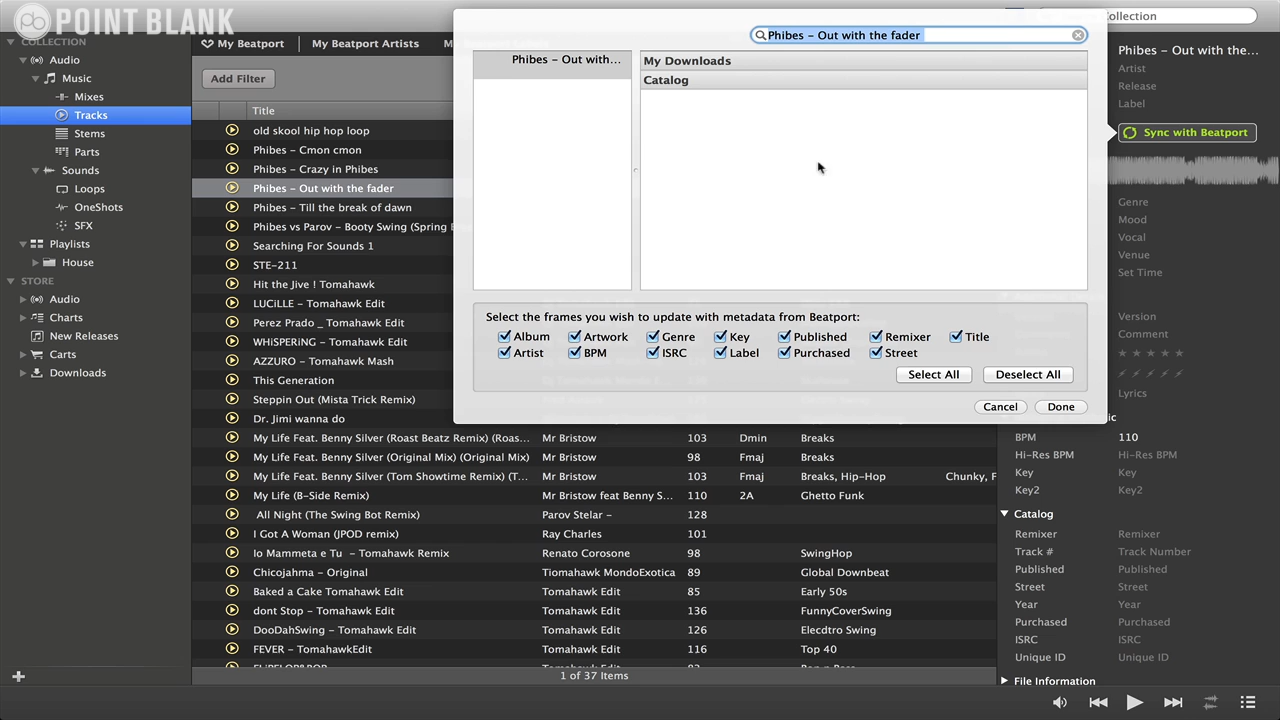 pb POINT BLANK
Collection
COLLECTION
Audio
Music
Mixes
Tracks
Stems
Parts
Sounds
Loops
OneShots
SFX
Playlists
House
STORE
Audio
Charts
New Releases
Carts
Downloads
My Beatport
My Beatport Artists
Add Filter
Title
old skool hip hop loop
Phibes - Cmon cmon
Phibes - Crazy in Phibes
Phibes - Out with the fader
Phibes - Till the break of dawn
Phibes vs Parov - Booty Swing (Spring
Searching For Sounds 1
STE-211
Hit the Jive ! Tomahawk
LUCiLLE - Tomahawk Edit
Perez Prado _ Tomahawk Edit
WHiSPERiNG - Tomahawk Edit
AZZURO - Tomahawk Mash
This Generation
Steppin Out (Mista Trick Remix)
Dr. Jimi wanna do
My Life Feat. Benny Silver (Roast Beatz Remix) (Roas... Mr Bristow 103 Dmin Breaks
My Life Feat. Benny Silver (Original Mix) (Original Mix) Mr Bristow 98 Fmaj Breaks
My Life Feat. Benny Silver (Tom Showtime Remix) (T... Mr Bristow 103 Fmaj Breaks, Hip-Hop Chunky, F
My Life (B-Side Remix) Mr Bristow feat Benny S... 110 2A Ghetto Funk
All Night (The Swing Bot Remix) Parov Stelar - 128
I Got A Woman (JPOD remix) Ray Charles 101
Io Mammeta e Tu - Tomahawk Remix Renato Corosone 98 SwingHop
Chicojahma - Original Tiomahawk MondoExotica 89 Global Downbeat
Baked a Cake Tomahawk Edit Tomahawk Edit 85 Early 50s
dont Stop - Tomahawk Edit Tomahawk Edit 136 FunnyCoverSwing
DooDahSwing - Tomahawk Edit Tomahawk Edit 126 Elecdtro Swing
FEVER - TomahawkEdit Tomahawk Edit 116 Top 40
1 of 37 Items
Phibes - Out with the fader
Phibes - Out with...
My Downloads
Catalog
Select the frames you wish to update with metadata from Beatport:
Album Artwork Genre Key Published Remixer Title
Artist BPM ISRC Label Purchased Street
Select All Deselect All
Cancel Done
Phibes - Out with the...
Artist
Release
Label
Sync with Beatport
Genre
Mood
Vocal
Venue
Set Time
Version
Comment
Lyrics
BPM 110
Hi-Res BPM Hi-Res BPM
Key Key
Key2 Key2
Catalog
Remixer Remixer
Track # Track Number
Published Published
Street Street
Year Year
Purchased Purchased
ISRC ISRC
Unique ID Unique ID
File Information